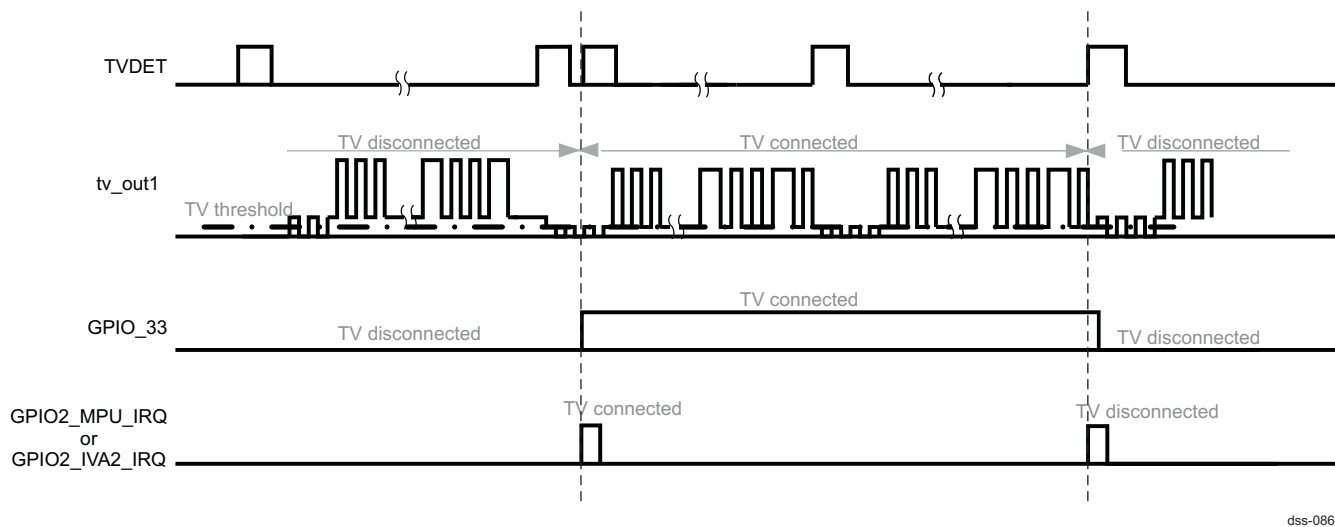 TVDET
TV disconnected
TV connected
TV disconnected
tv_out1
TV threshold
TV connected
GPIO_33
TV disconnected
TV disconnected
GPIO2_MPU_IRQ
or
GPIO2_IVA2_IRQ
TV connected
TV disconnected
dss-086